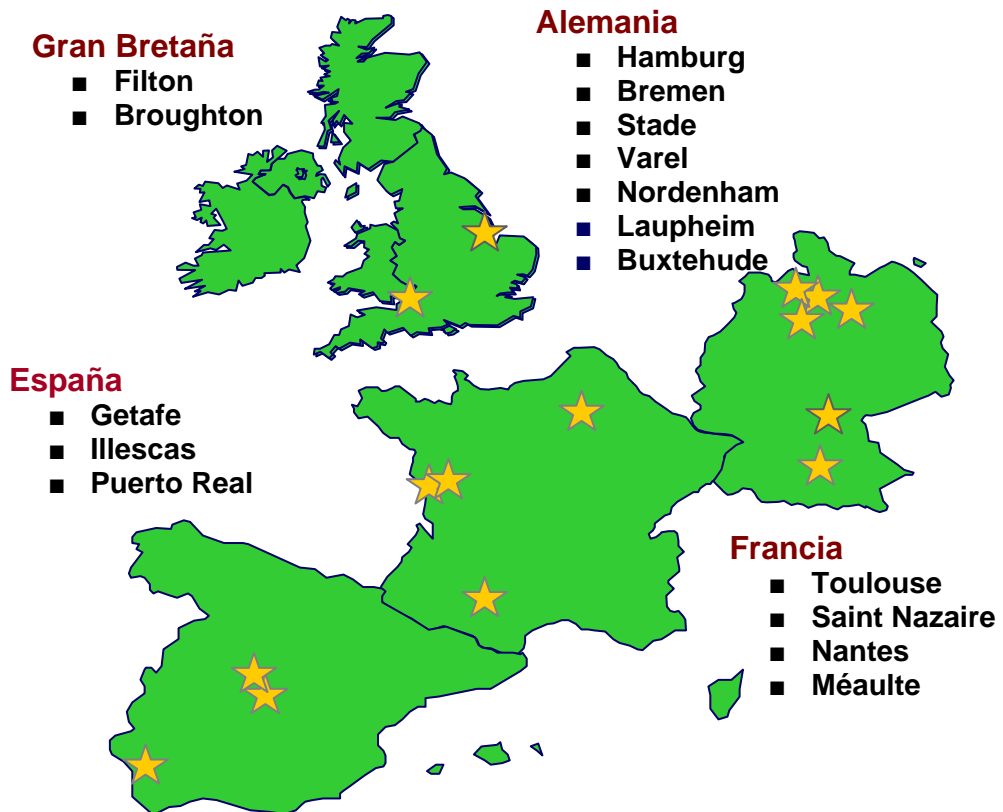 Gran Bretaña
■ Filton
■ Broughton
Alemania
■ Hamburg
■ Bremen
■ Stade
■ Varel
■ Nordenham
■ Laupheim
■ Buxtehude
España
■ Getafe
■ Illescas
■ Puerto Real
Francia
■ Toulouse
■ Saint Nazaire
■ Nantes
■ Méaulte